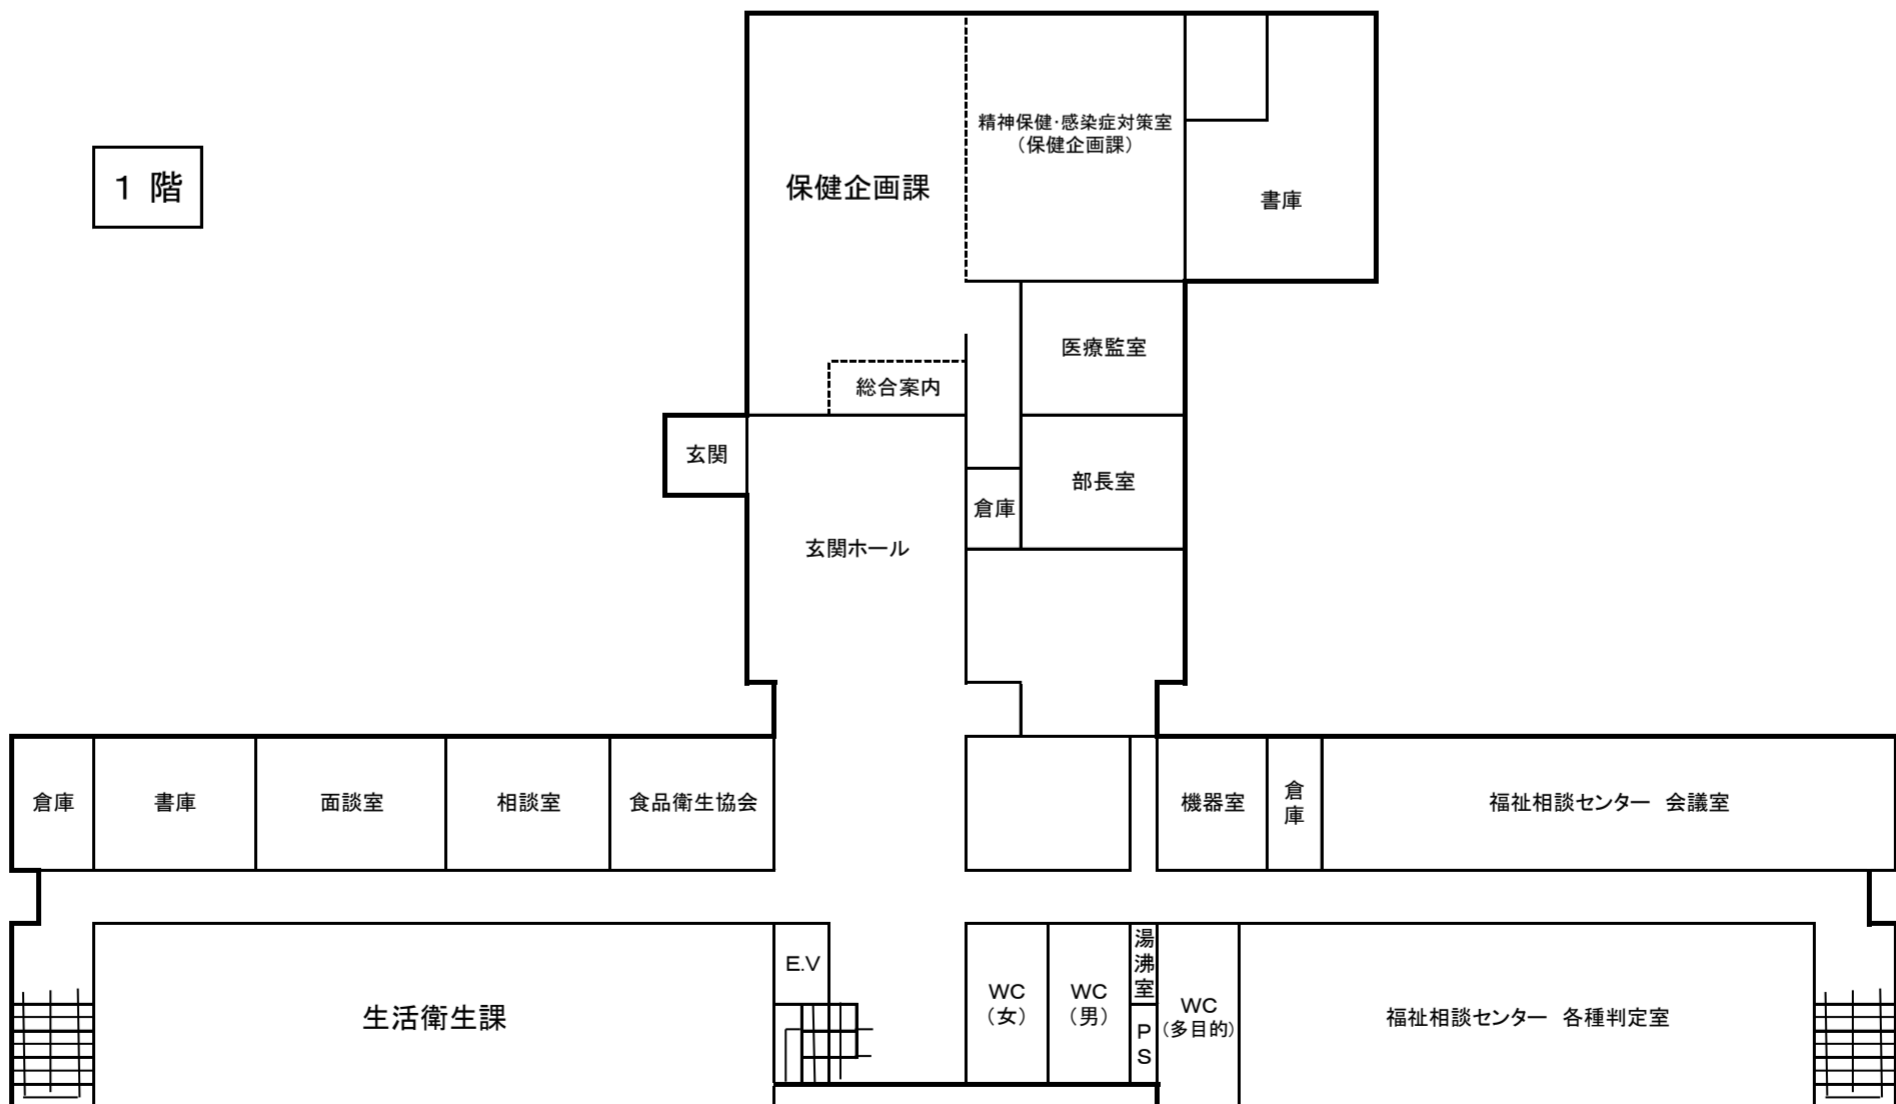 1 階
精神保健・感染症対策室
（保健企画課）
保健企画課
書庫
医療監室
総合案内
玄関
部長室
倉庫
玄関ホール
倉庫
書庫
面談室
相談室
食品衛生協会
機器室
倉庫
福祉相談センター 会議室
E.V
湯沸室
生活衛生課
WC
（女）
WC
（男）
PS
WC
(多目的)
福祉相談センター 各種判定室